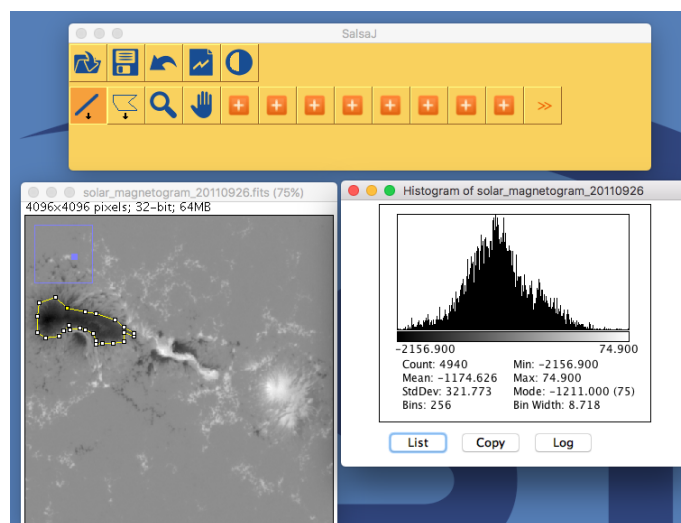 SalsaJ
>>
solar_magnetogram_20110926.fits (75%)
4096x4096 pixels; 32-bit; 64MB
Histogram of solar_magnetogram_20110926
-2156.900 74.900
Count: 4940 Min: -2156.900
Mean: -1174.626 Max: 74.900
StdDev: 321.773 Mode: -1211.000 (75)
Bins: 256 Bin Width: 8.718
List Copy Log